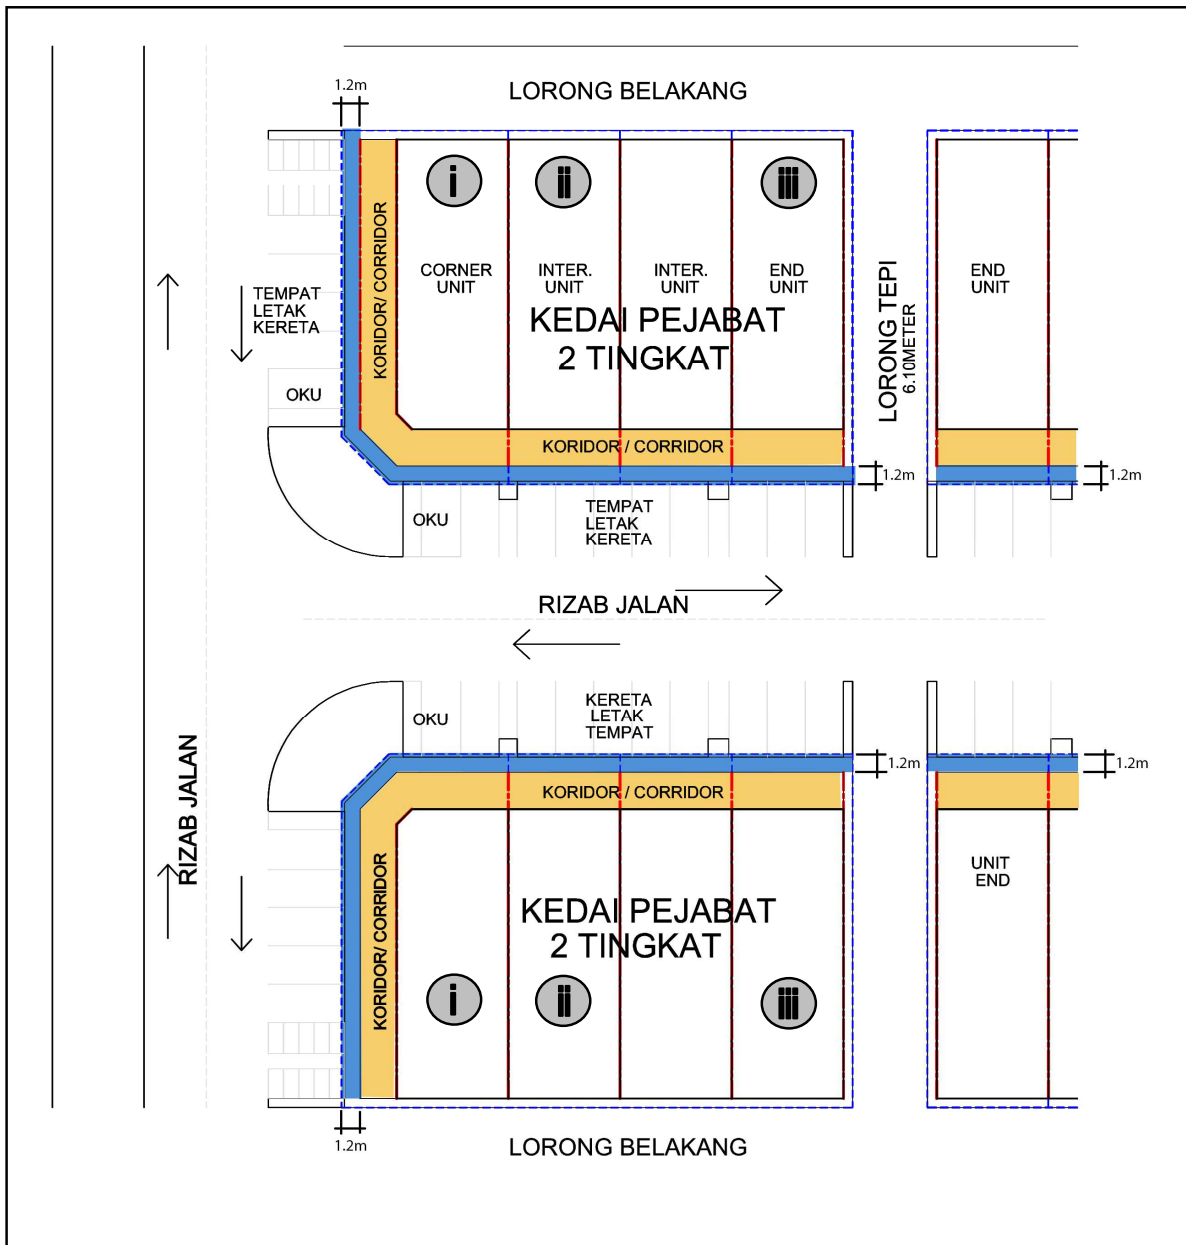 1.2m
LORONG BELAKANG
i
ii
iii
KORIDOR/ CORRIDOR
CORNER
UNIT
INTER.
UNIT
INTER.
UNIT
END
UNIT
END
UNIT
TEMPAT
LETAK
KERETA
KEDAI PEJABAT
2 TINGKAT
LORONG TEPI
6.10METER
OKU
KORIDOR / CORRIDOR
1.2m
1.2m
OKU
TEMPAT
LETAK
KERETA
RIZAB JALAN
OKU
KERETA
LETAK
TEMPAT
1.2m
1.2m
KORIDOR / CORRIDOR
RIZAB JALAN
KORIDOR/ CORRIDOR
UNIT
END
KEDAI PEJABAT
2 TINGKAT
i
ii
iii
1.2m
LORONG BELAKANG